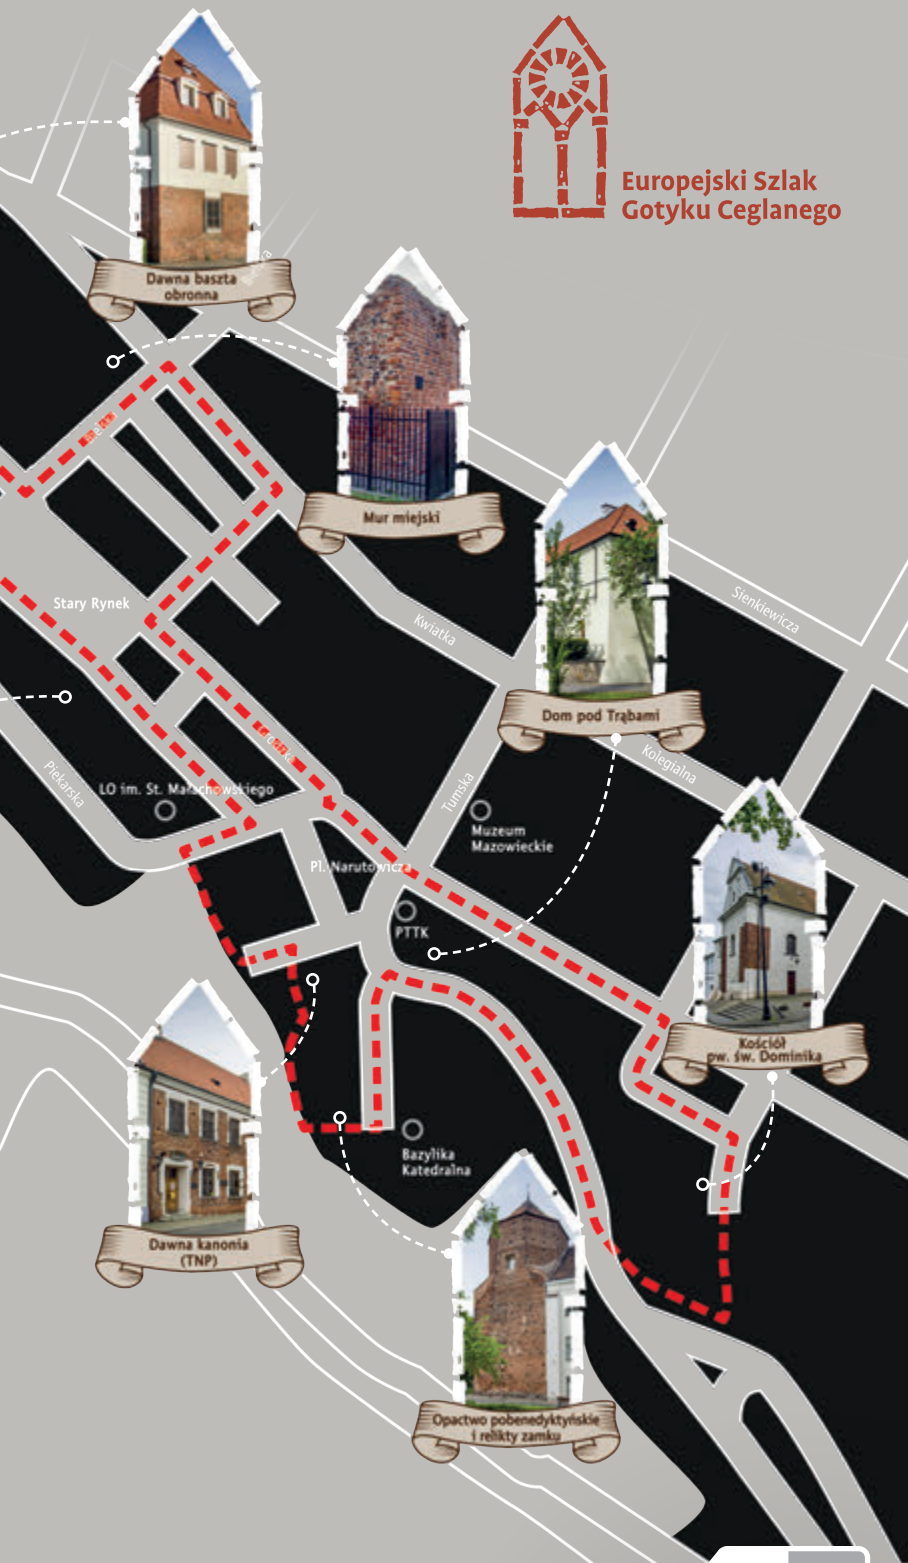 Europejski Szlak
Gotyku Ceglanego
Dawna baszta
obronna
Mur miejski
Stary Rynek
Kwiatka
Sienkiewicza
Dom pod Trąbami
Kolegialna
Piekarska
LO im. St. Małachowskiego
Tumska
Muzeum
Mazowieckie
Pl. Narutowicza
PTTK
Kościół
pw. św. Dominika
Bazylika
Katedralna
Dawna kanonia
(TNP)
Opactwo pobenedyktyńskie
i relikty zamku